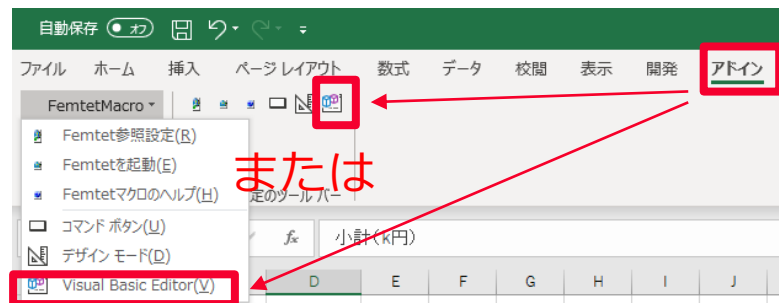 自動保存 オフ
ファイル ホーム 挿入 ページ レイアウト 数式 データ 校閲 表示 開発 アドイン
FemtetMacro
Femtet参照設定(R)
Femtetを起動(E)
Femtetマクロのヘルプ(H)
または
定のツール バー
コマンド ボタン(U)
デザイン モード(D)
fx 小計(k円)
Visual Basic Editor(V)
D E F G H I J